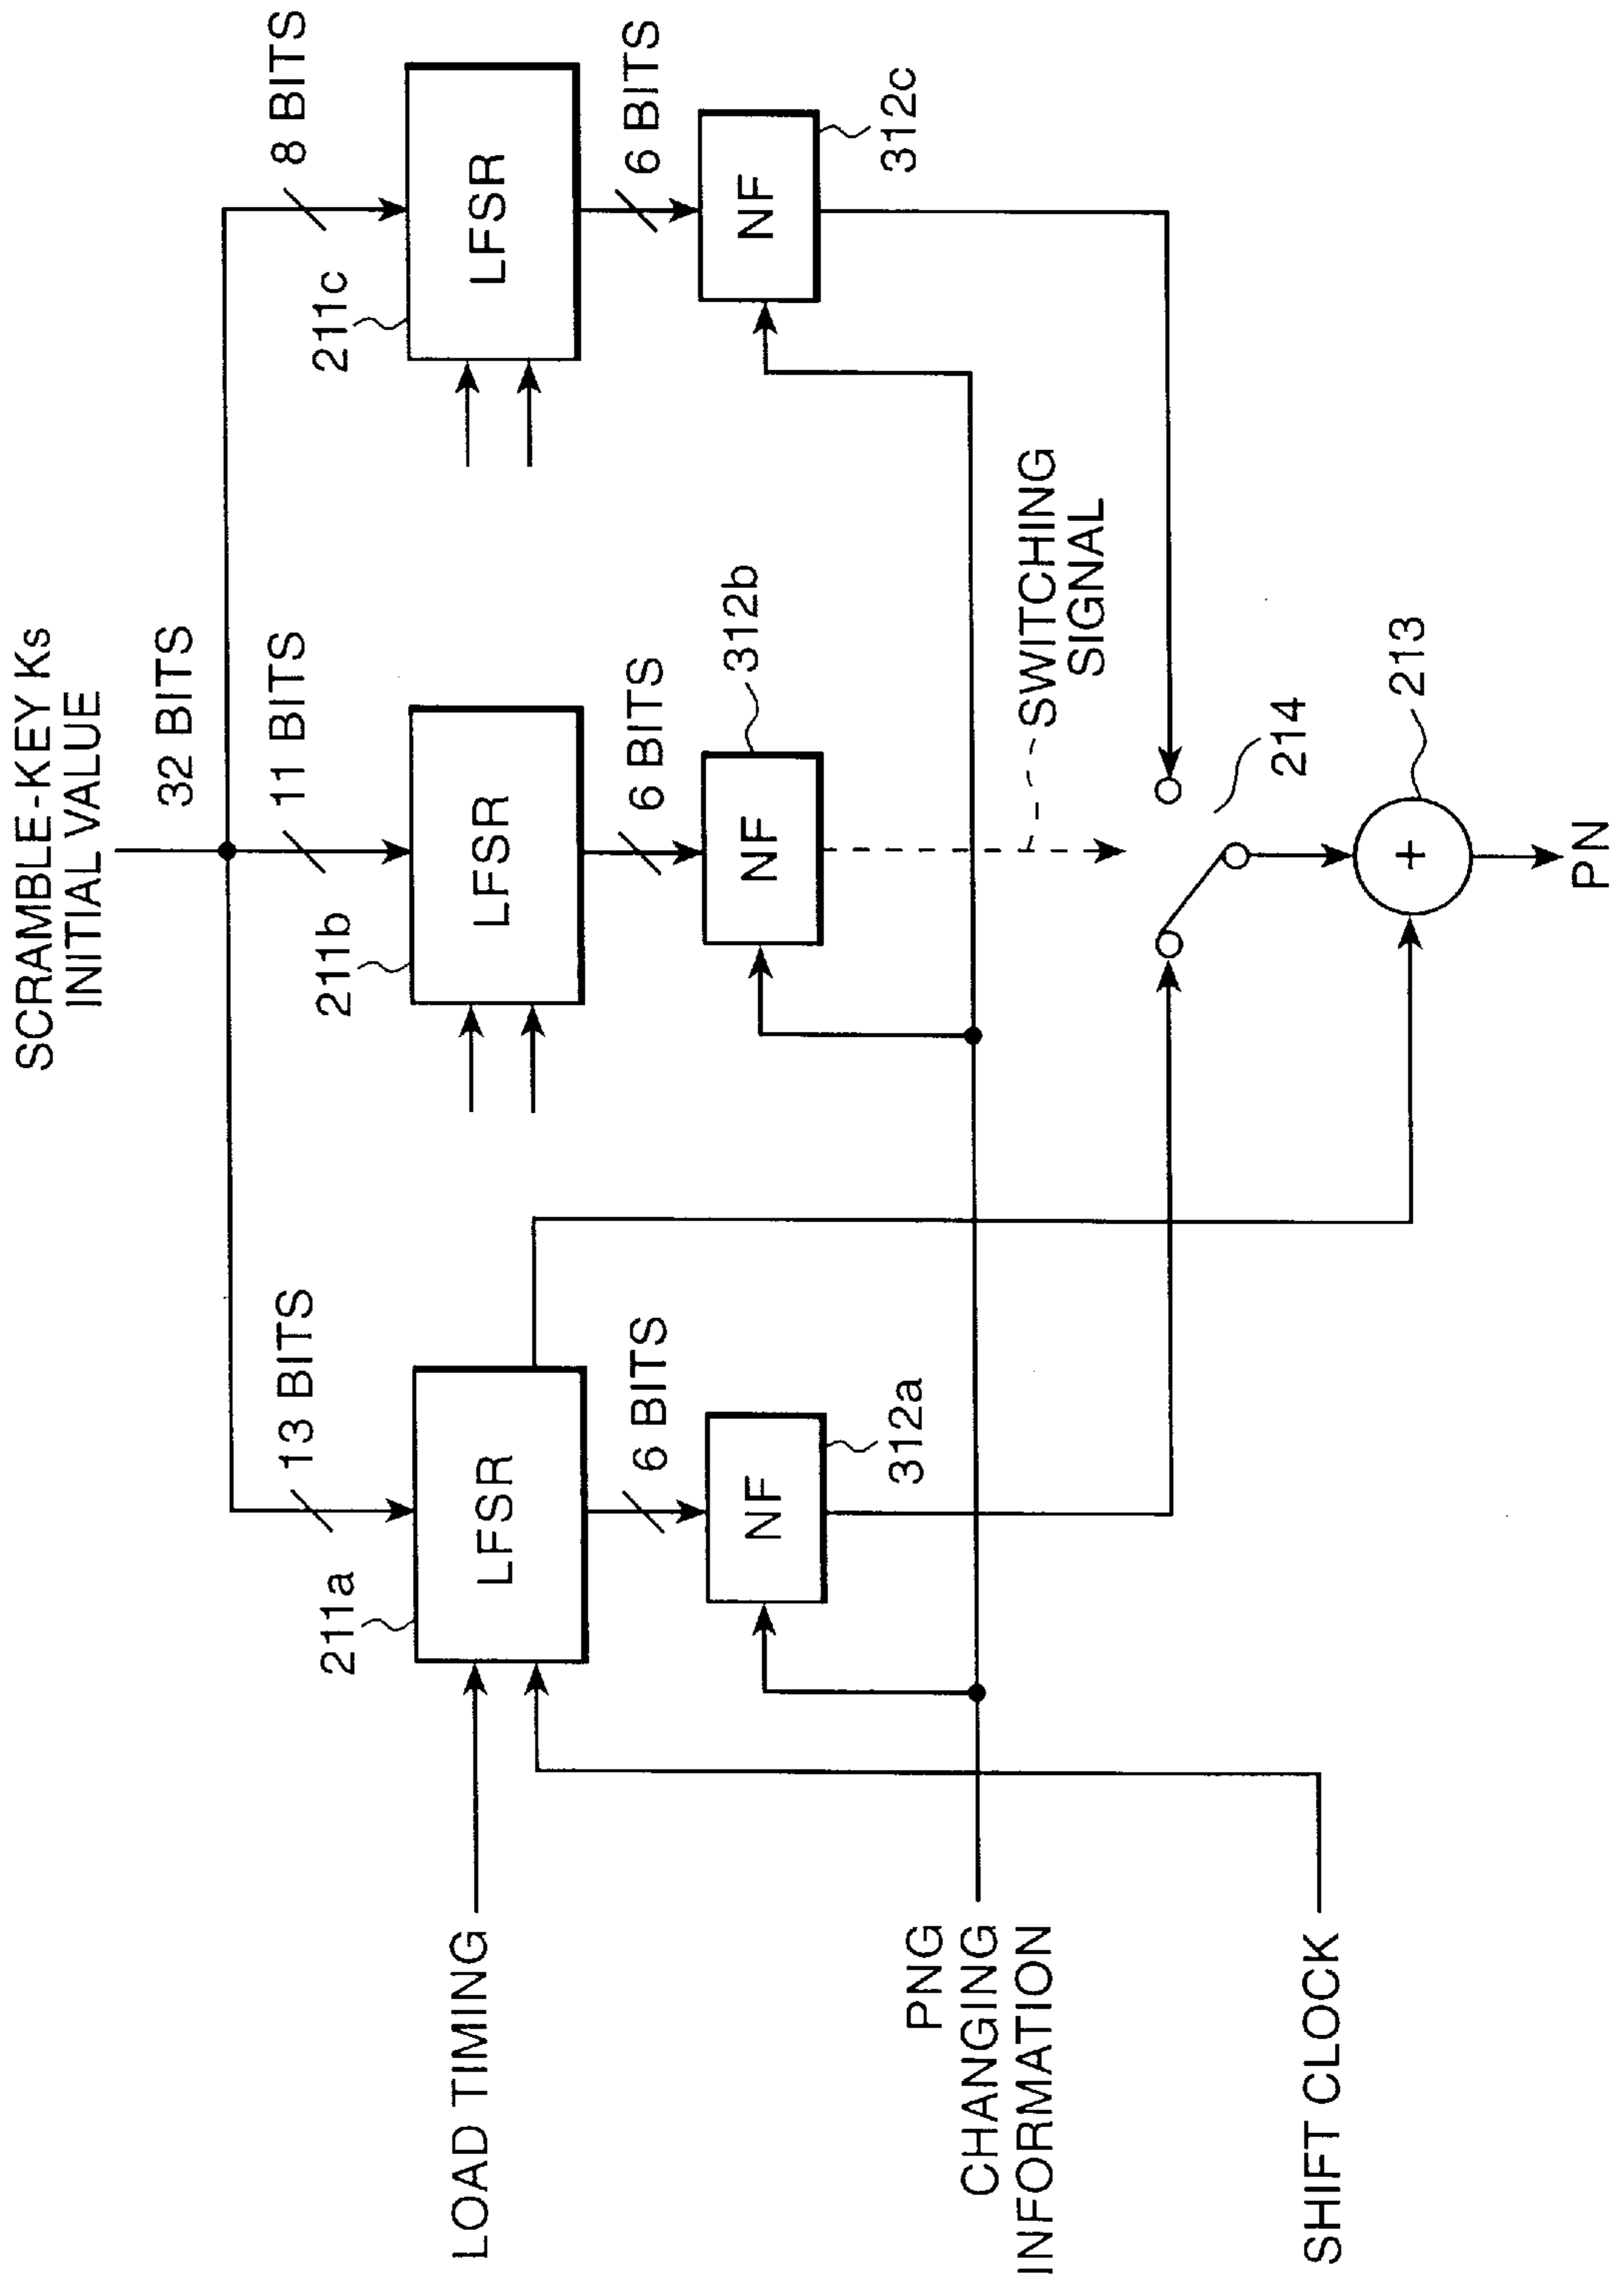 SCRAMBLE-KEY Ks
INITIAL VALUE
32 BITS
13 BITS
11 BITS
8 BITS
211a
LFSR
211b
LFSR
211c
LFSR
LOAD TIMING
6 BITS
6 BITS
6 BITS
NF
312a
NF
312b
NF
312c
PNG
CHANGING
INFORMATION
SWITCHING
SIGNAL
214
SHIFT CLOCK
+
213
PN